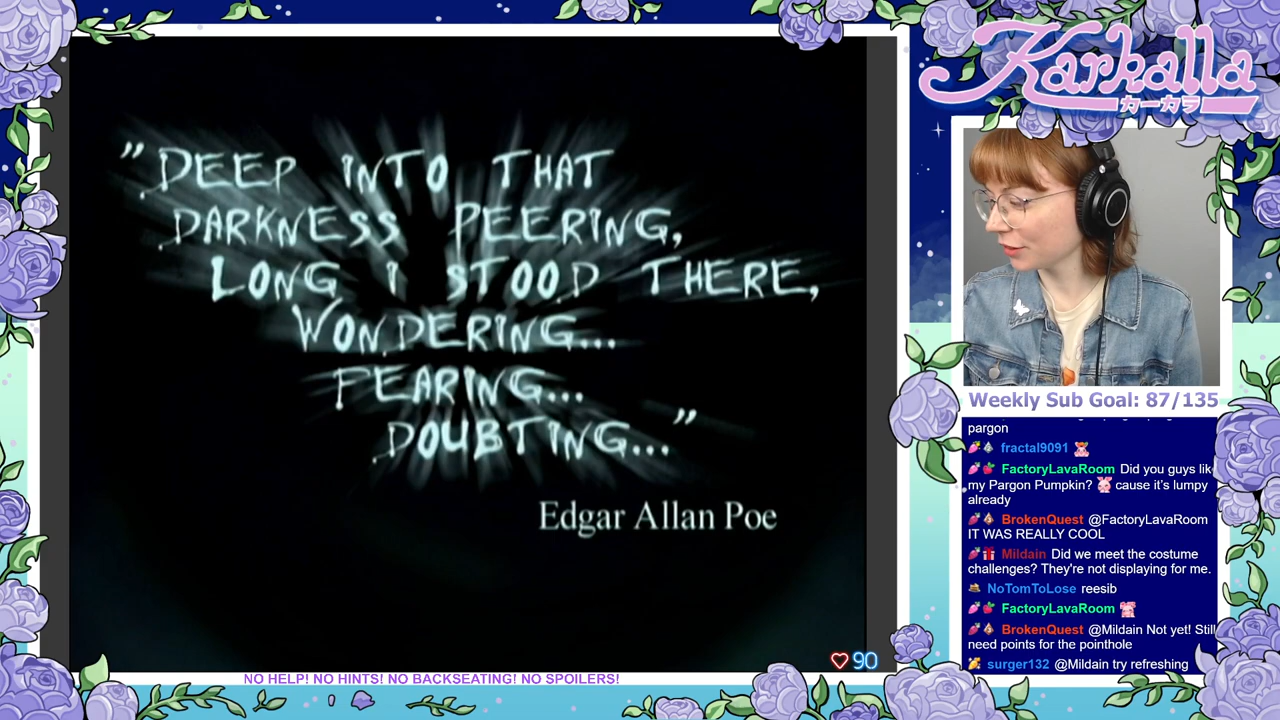 "DEEP INTO THAT
DARKNESS PEERING,
LONG I STOOD THERE,
WONDERING...
FEARING...
DOUBTING..."
Edgar Allan Poe
90
NO HELP! NO HINTS! NO BACKSEATING! NO SPOILERS!
Karkalla
カーカラ
Weekly Sub Goal: 87/135
pargon
fractal9091
FactoryLavaRoom Did you guys lik
my Pargon Pumpkin? cause it's lumpy
already
BrokenQuest @FactoryLavaRoom
IT WAS REALLY COOL
Mildain Did we meet the costume
challenges? They're not displaying for me.
NoTomToLose reesib
FactoryLavaRoom
BrokenQuest @Mildain Not yet! Still
need points for the pointhole
surger132 @Mildain try refreshing